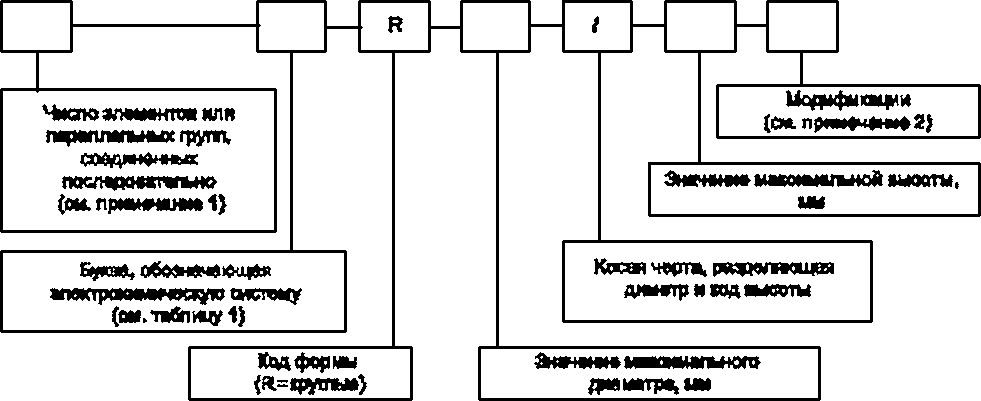 R /
Число элементов или
параллельных групп,
соединенных
последовательно
(см. примечание 1)
Модификации
(см. примечание 2)
Значение максимальной высоты,
мм
Буква, обозначающая
электрохимическую систему
(см. таблицу 1)
Косая черта, разделяющая
диаметр и код высоты
Код формы
(R=круглые)
Значение максимального
диаметра, мм